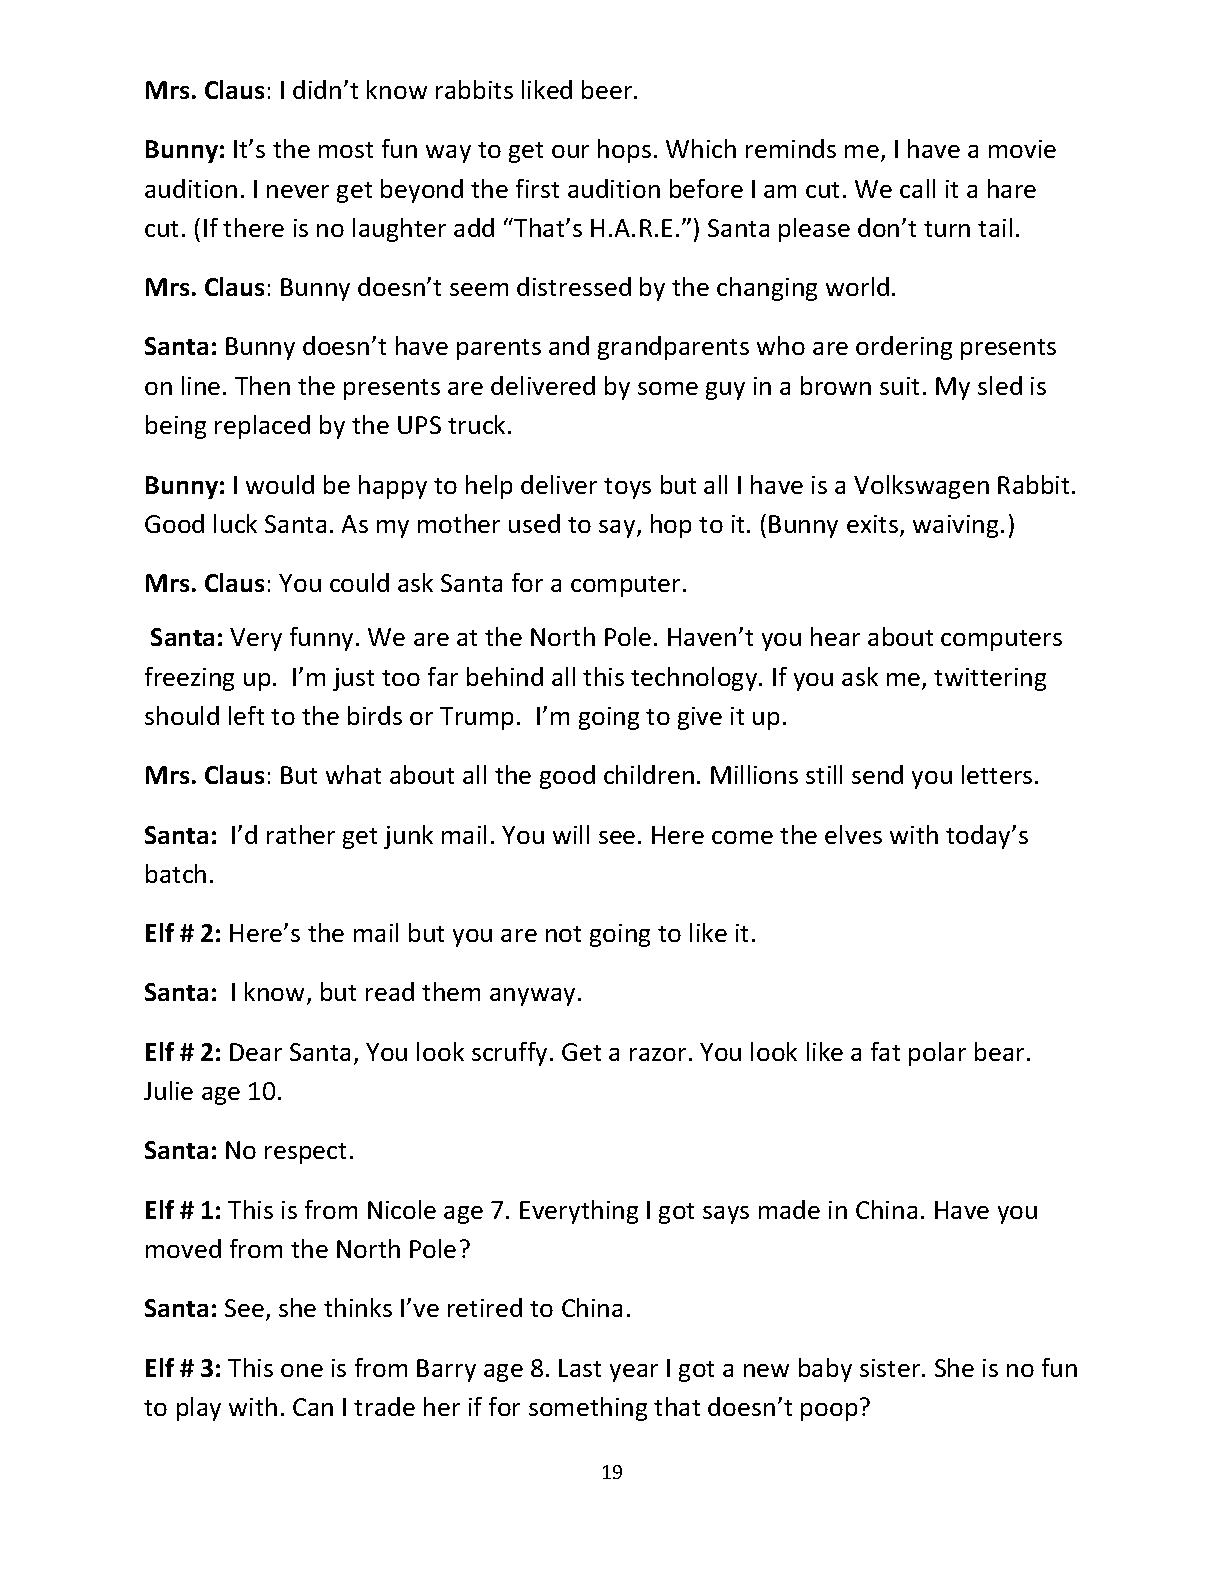 Mrs. Claus: I didn’t know rabbits liked beer.
Bunny: It’s the most fun way to get our hops. Which reminds me, I have a movie
audition. I never get beyond the first audition before I am cut. We call it a hare
cut. (If there is no laughter add “That’s H.A.R.E.”) Santa please don’t turn tail.
Mrs. Claus: Bunny doesn’t seem distressed by the changing world.
Santa: Bunny doesn’t have parents and grandparents who are ordering presents
on line. Then the presents are delivered by some guy in a brown suit. My sled is
being replaced by the UPS truck.
Bunny: I would be happy to help deliver toys but all I have is a Volkswagen Rabbit.
Good luck Santa. As my mother used to say, hop to it. (Bunny exits, waiving.)
Mrs. Claus: You could ask Santa for a computer.
Santa: Very funny. We are at the North Pole. Haven’t you hear about computers
freezing up.  I’m just too far behind all this technology. If you ask me, twittering
should left to the birds or Trump.  I’m going to give it up.
Mrs. Claus: But what about all the good children. Millions still send you letters.
Santa:  I’d rather get junk mail. You will see. Here come the elves with today’s
batch.
Elf # 2: Here’s the mail but you are not going to like it.
Santa:  I know, but read them anyway.
Elf # 2: Dear Santa, You look scruffy. Get a razor. You look like a fat polar bear.
Julie age 10.
Santa: No respect.
Elf # 1: This is from Nicole age 7. Everything I got says made in China. Have you
moved from the North Pole?
Santa: See, she thinks I’ve retired to China.
Elf # 3: This one is from Barry age 8. Last year I got a new baby sister. She is no fun
to play with. Can I trade her if for something that doesn’t poop?
19